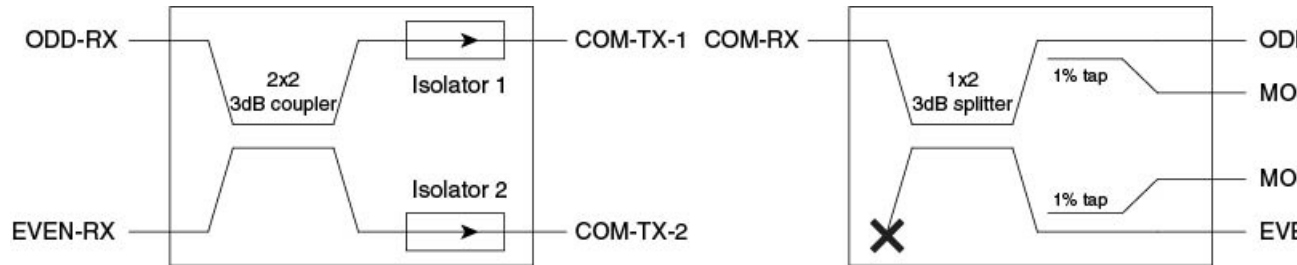 ODD-RX
2x2
3dB coupler
Isolator 1
COM-TX-1
EVEN-RX
Isolator 2
COM-TX-2
COM-RX
1x2
3dB splitter
1% tap
1% tap